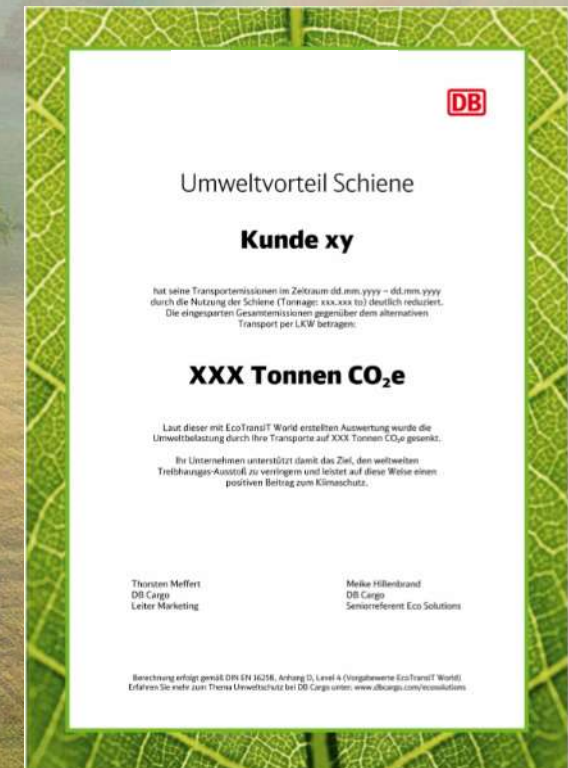 DB
Umweltvorteil Schiene
Kunde xy
hat seine Transportemissionen im Zeitraum dd.mm.yyyy – dd.mm.yyyy
durch die Nutzung der Schiene (Tonnage: xxx.xxx to) deutlich reduziert.
Die eingesparten Gesamtemissionen gegenüber dem alternativen
Transport per LKW betragen:
XXX Tonnen CO₂e
Laut dieser mit EcoTransIT World erstellten Auswertung wurde die
Umweltbelastung durch Ihre Transporte auf XXX Tonnen CO₂e gesenkt.
Ihr Unternehmen unterstützt damit das Ziel, den weltweiten
Treibhausgas-Ausstoß zu verringern und leistet auf diese Weise einen
positiven Beitrag zum Klimaschutz.
Thorsten Meffert
DB Cargo
Leiter Marketing
Meike Hillenbrand
DB Cargo
Seniorreferent Eco Solutions
Berechnung erfolgt gemäß DIN EN 16258, Anhang D, Level 4 (Vorgabewerte EcoTransIT World)
Erfahren Sie mehr zum Thema Umweltschutz bei DB Cargo unter: www.dbcargo.com/ecosolutions